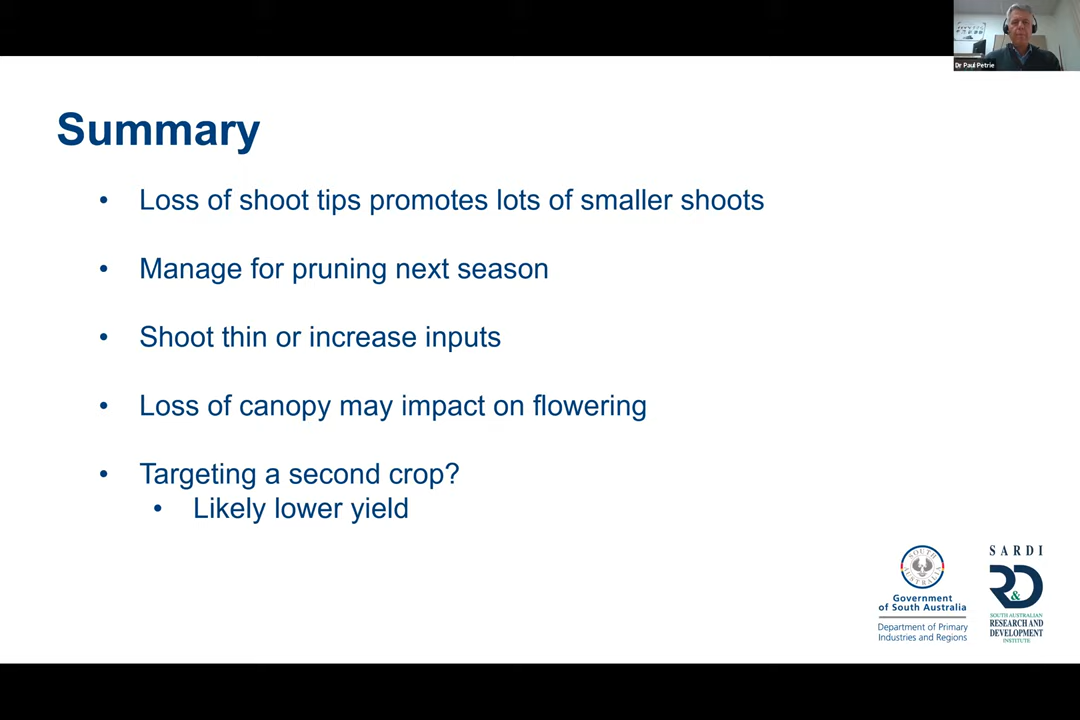 Dr Paul Petrie
Summary
• Loss of shoot tips promotes lots of smaller shoots
• Manage for pruning next season
• Shoot thin or increase inputs
• Loss of canopy may impact on flowering
• Targeting a second crop?
• Likely lower yield
SOUTH AUSTRALIA
Government
of South Australia
Department of Primary
Industries and Regions
SARDI
R&D
SOUTH AUSTRALIAN
RESEARCH AND
DEVELOPMENT
INSTITUTE